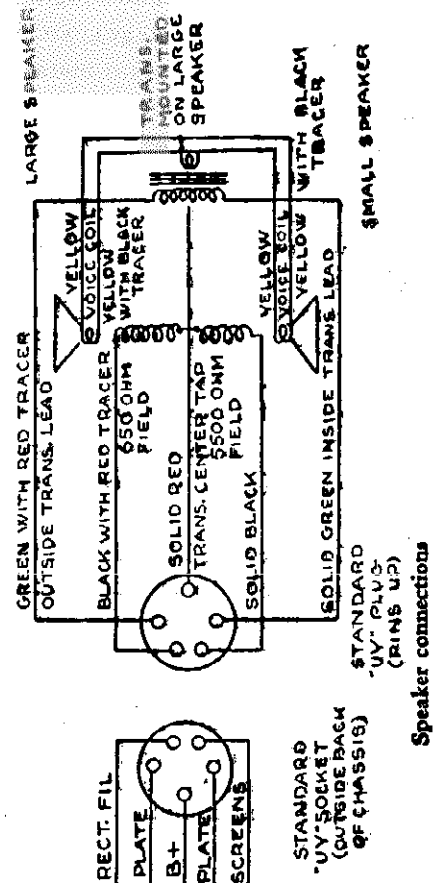 LARGE SPEAKER
TRANS.
MOUNTED
ON LARGE
SPEAKER
YELLOW
VOICE COIL
YELLOW
WITH BLACK
TRACER
YELLOW
VOICE COIL
YELLOW
WITH BLACK
TRACER
SMALL SPEAKER
GREEN WITH RED TRACER
OUTSIDE TRANS. LEAD
BLACK WITH RED TRACER
650 OHM
FIELD
SOLID RED
TRANS. CENTER TAP
5500 OHM
FIELD
SOLID BLACK
SOLID GREEN INSIDE TRANS LEAD
STANDARD
"UY" PLUG
(PINS UP)
Speaker connections
RECT. FIL
PLATE
B+
PLATE
SCREENS
STANDARD
"UY" SOCKET
(OUTSIDE BACK
OF CHASSIS)